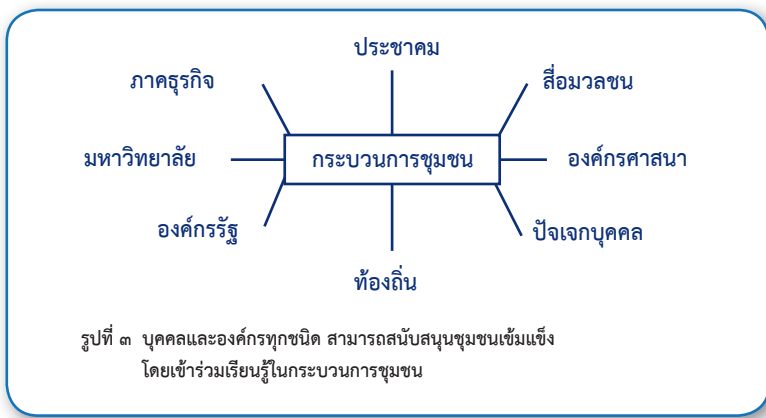 ประชาคม
ภาคธุรกิจ
สื่อมวลชน
มหาวิทยาลัย
กระบวนการชุมชน
องค์กรศาสนา
องค์กรรัฐ
ปัจเจกบุคคล
ท้องถิ่น
รูปที่ ๓ บุคคลและองค์กรทุกชนิด สามารถสนับสนุนชุมชนเข้มแข็ง
โดยเข้าร่วมเรียนรู้ในกระบวนการชุมชน